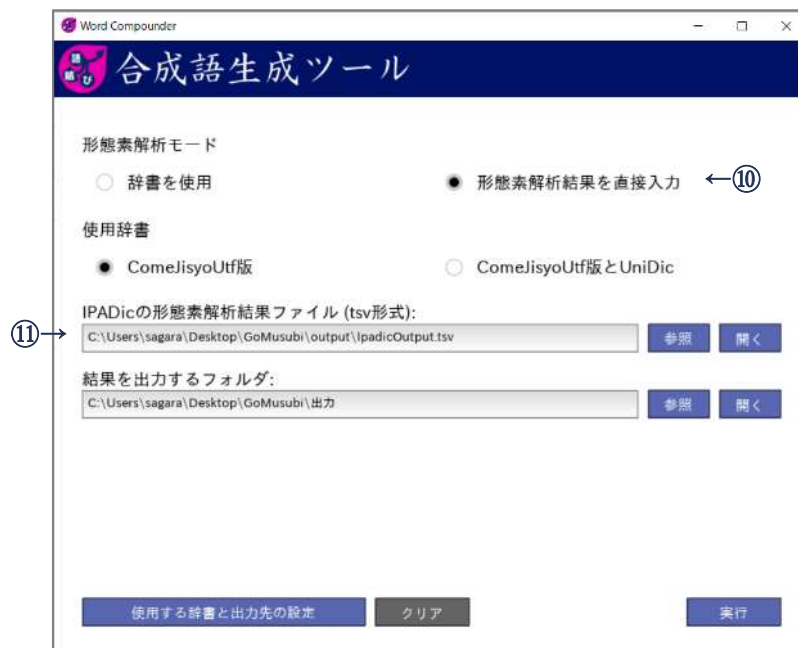 Word Compounder
語結び 合成語生成ツール
形態素解析モード
辞書を使用 形態素解析結果を直接入力 ←⑩
使用辞書
ComeJisyoUtf版 ComeJisyoUtf版とUniDic
IPADicの形態素解析結果ファイル (tsv形式):
⑪→ C:\Users\sagara\Desktop\GoMusubi\output\IpadicOutput.tsv 参照 開く
結果を出力するフォルダ:
C:\Users\sagara\Desktop\GoMusubi\出力 参照 開く
使用する辞書と出力先の設定 クリア 実行